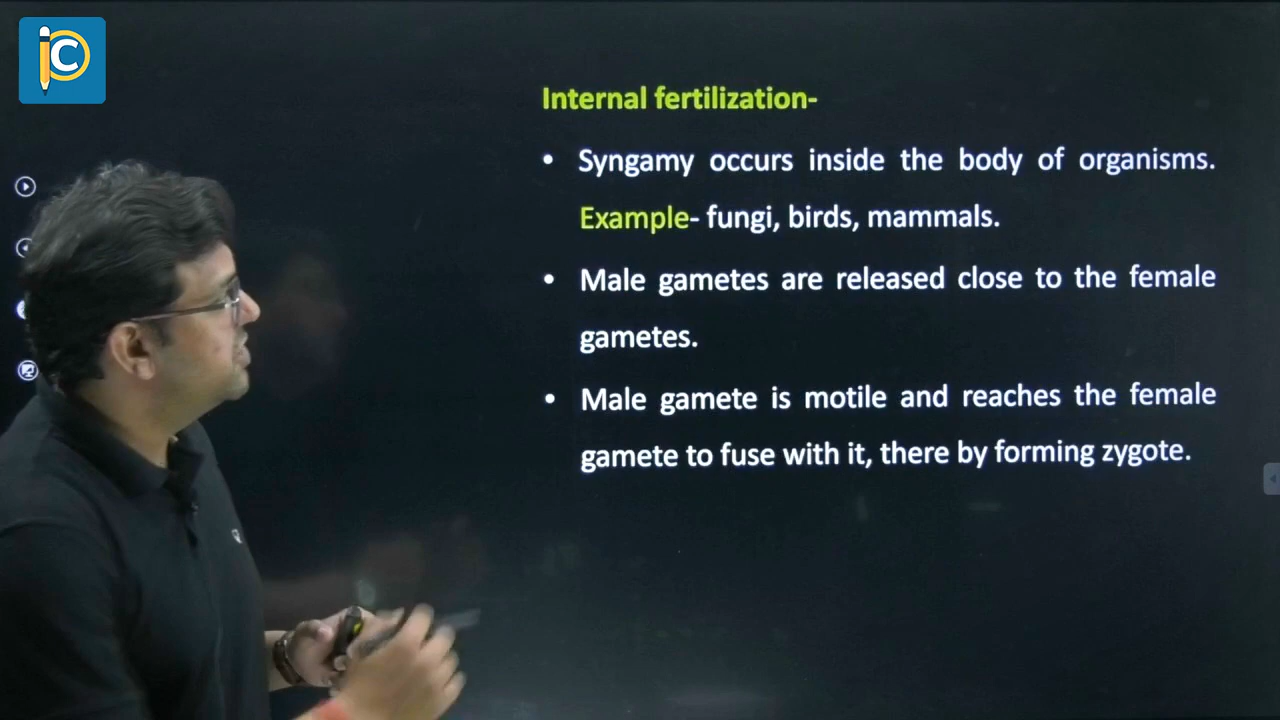 C
Internal fertilization-
• Syngamy occurs inside the body of organisms.
Example- fungi, birds, mammals.
• Male gametes are released close to the female
gametes.
• Male gamete is motile and reaches the female
gamete to fuse with it, there by forming zygote.